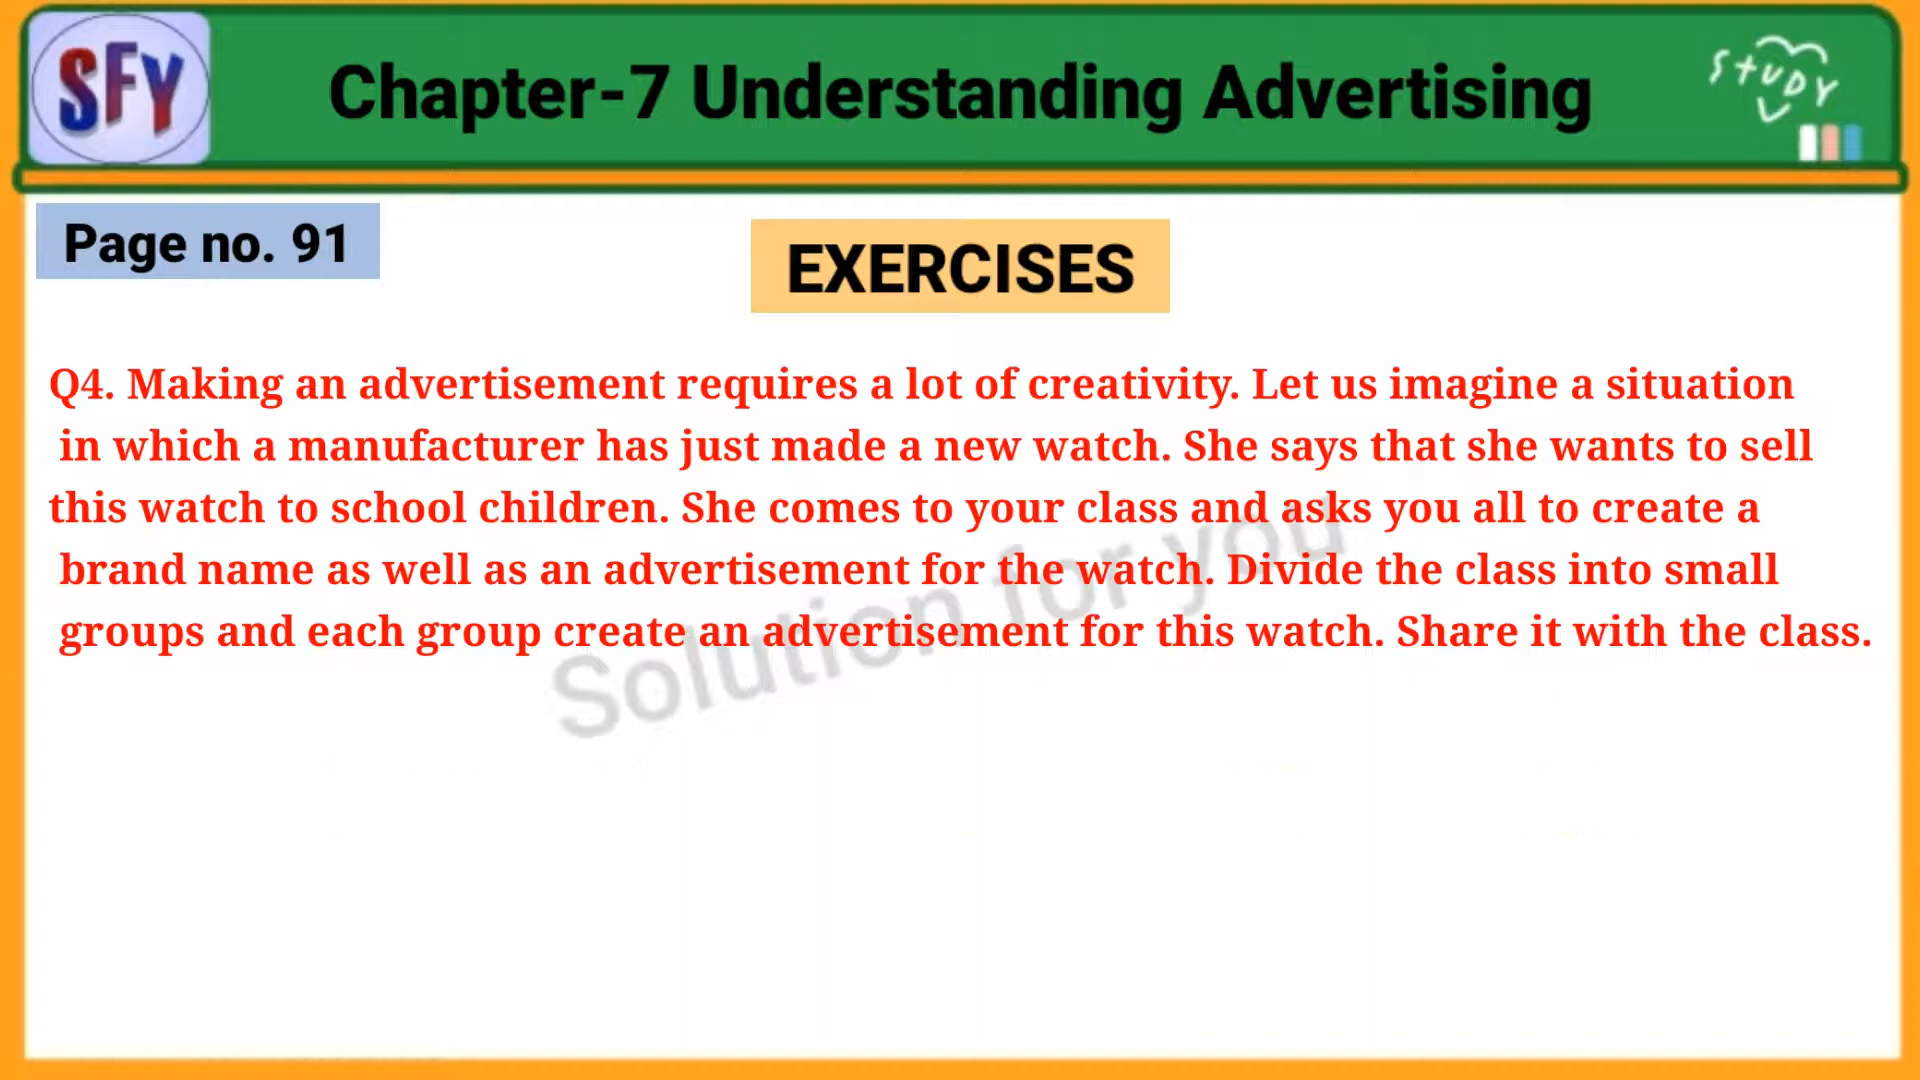 SFY
Chapter-7 Understanding Advertising
STUDY
Page no. 91
EXERCISES
Q4. Making an advertisement requires a lot of creativity. Let us imagine a situation
in which a manufacturer has just made a new watch. She says that she wants to sell
this watch to school children. She comes to your class and asks you all to create a
brand name as well as an advertisement for the watch. Divide the class into small
groups and each group create an advertisement for this watch. Share it with the class.
Solution for you